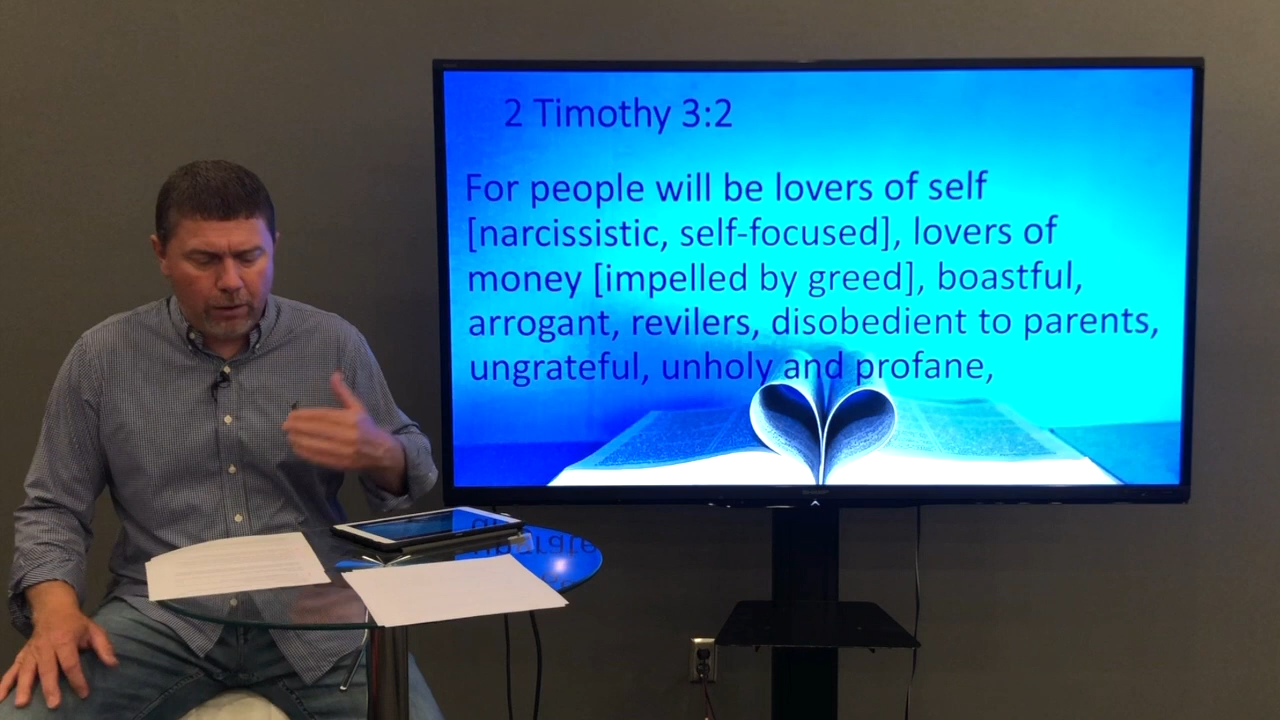 2 Timothy 3:2
For people will be lovers of self
[narcissistic, self-focused], lovers of
money [impelled by greed], boastful,
arrogant, revilers, disobedient to parents,
ungrateful, unholy and profane,